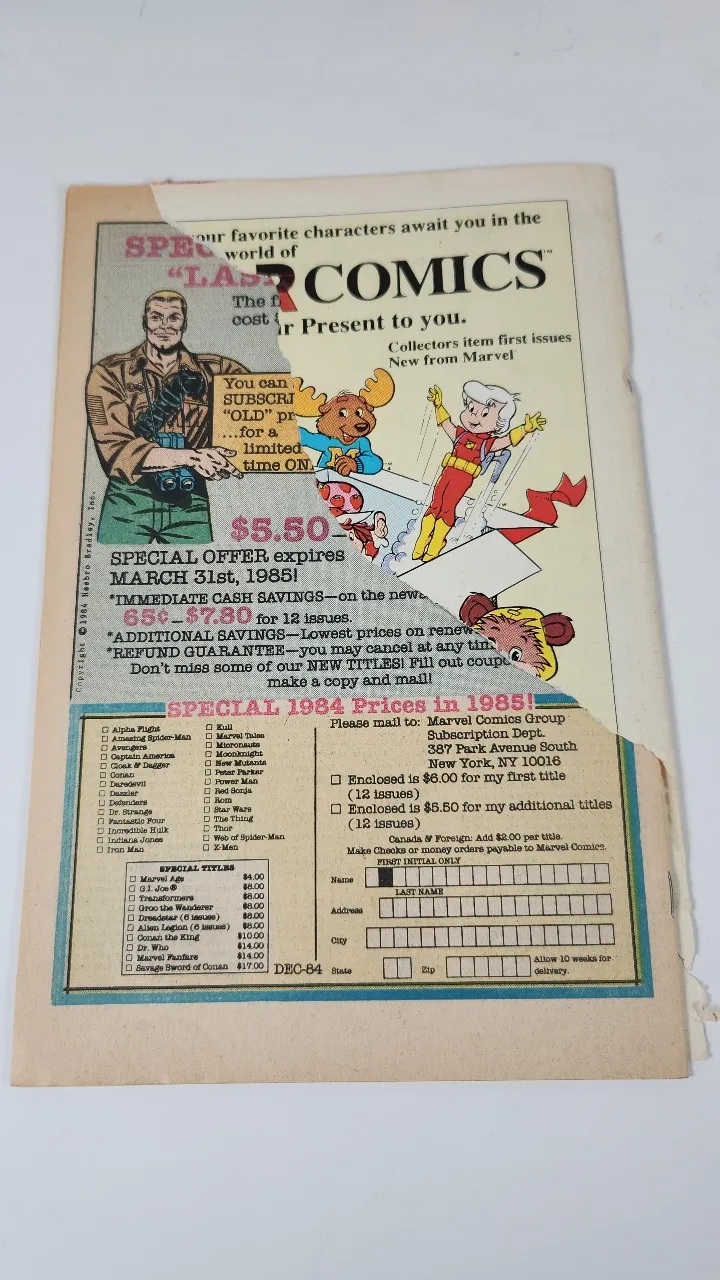 your favorite characters await you in the
world of
R COMICS™
ir Present to you.
Collectors item first issues
New from Marvel
SPEC
"LAS
The f
cost
You can
SUBSCRI
"OLD" pr
...for a
limited
time ON
M
$5.50–
SPECIAL OFFER expires
MARCH 31st, 1985!
*IMMEDIATE CASH SAVINGS—on the news
65¢–$7.80 for 12 issues.
*ADDITIONAL SAVINGS—Lowest prices on renew
*REFUND GUARANTEE—you may cancel at any tim
Don't miss some of our NEW TITLES! Fill out coupo
make a copy and mail!
Copyright © 1984 Hasbro Bradley, Inc.
SPECIAL 1984 Prices in 1985!
Alpha Flight
Amazing Spider-Man
Avengers
Captain America
Cloak & Dagger
Conan
Daredevil
Dazzler
Defenders
Dr. Strange
Fantastic Four
Incredible Hulk
Indiana Jones
Iron Man
Kull
Marvel Tales
Micronauts
Moonknight
New Mutants
Peter Parker
Power Man
Red Sonja
Rom
Star Wars
The Thing
Thor
Web of Spider-Man
X-Men
SPECIAL TITLES
Marvel Age $4.00
G.I. Joe® $8.00
Transformers $8.00
Groo the Wanderer $8.00
Dreadstar (6 issues) $8.00
Alien Legion (6 issues) $8.00
Conan the King $10.00
Dr. Who $14.00
Marvel Fanfare $14.00
Savage Sword of Conan $17.00
DEC-84
Please mail to: Marvel Comics Group
Subscription Dept.
387 Park Avenue South
New York, NY 10016
Enclosed is $6.00 for my first title
(12 issues)
Enclosed is $5.50 for my additional titles
(12 issues)
Canada & Foreign: Add $2.00 per title.
Make Checks or money orders payable to Marvel Comics.
FIRST INITIAL ONLY
Name
LAST NAME
Address
City
State Zip Allow 10 weeks for
delivery.